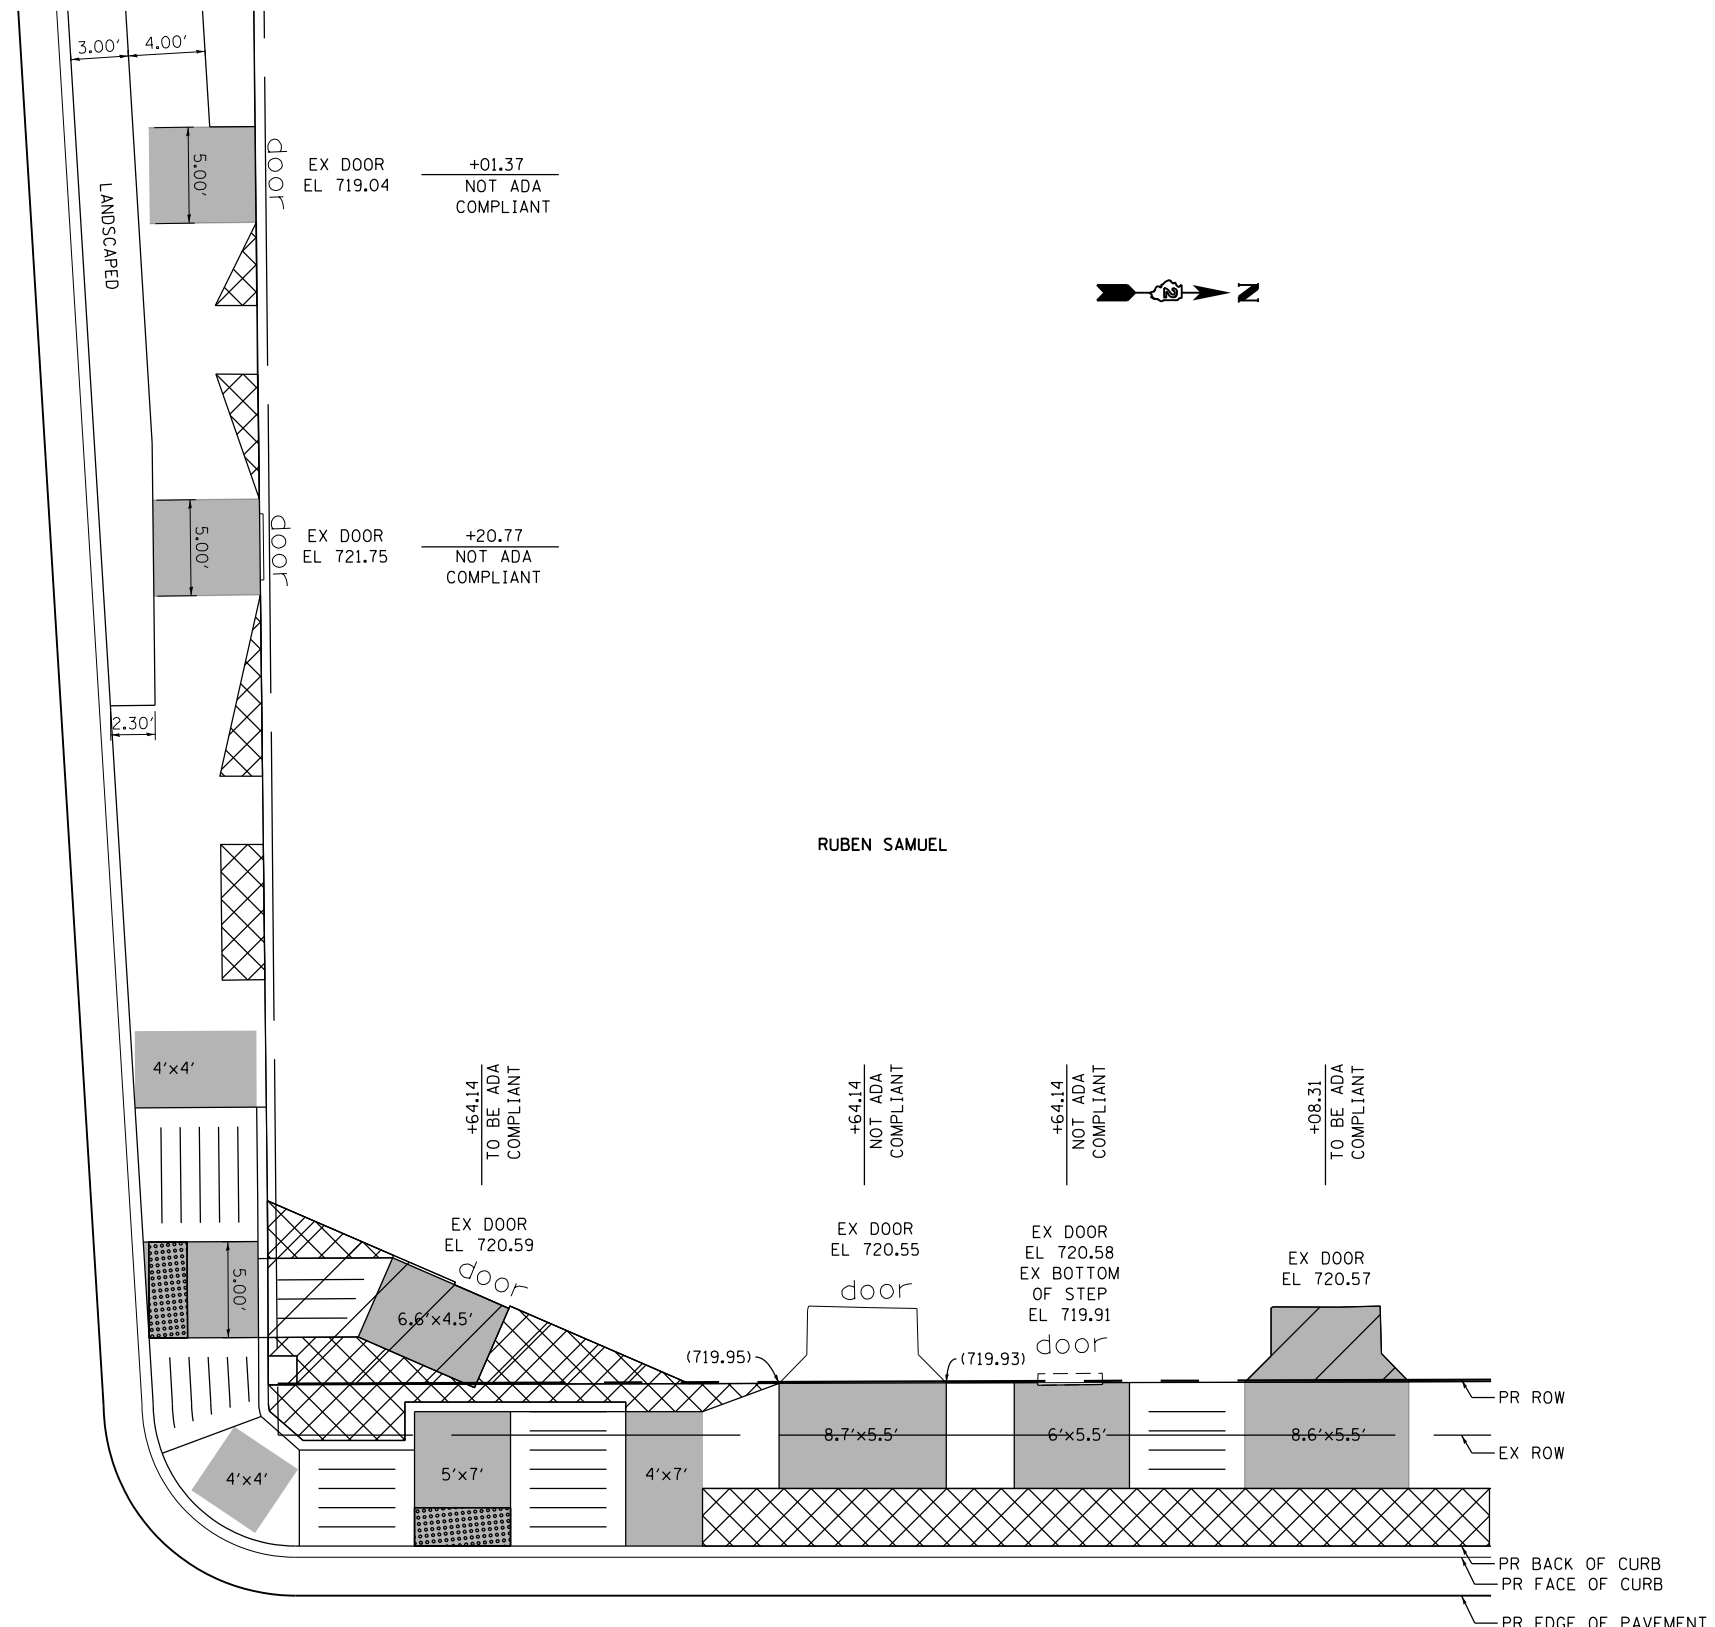 3.00'
4.00'
5.00'
door
EX DOOR
EL 719.04
+01.37
NOT ADA
COMPLIANT
LANDSCAPED
2
N
5.00'
door
EX DOOR
EL 721.75
+20.77
NOT ADA
COMPLIANT
2.30'
RUBEN SAMUEL
4'x4'
+64.14
TO BE ADA
COMPLIANT
+64.14
NOT ADA
COMPLIANT
+64.14
NOT ADA
COMPLIANT
+08.31
TO BE ADA
COMPLIANT
EX DOOR
EL 720.59
door
EX DOOR
EL 720.55
door
EX DOOR
EL 720.58
EX BOTTOM
OF STEP
EL 719.91
door
EX DOOR
EL 720.57
5.00'
6.6'x4.5'
(719.95)
(719.93)
PR ROW
8.7'x5.5'
6'x5.5'
8.6'x5.5'
EX ROW
4'x4'
5'x7'
4'x7'
PR BACK OF CURB
PR FACE OF CURB
PR EDGE OF PAVEMENT